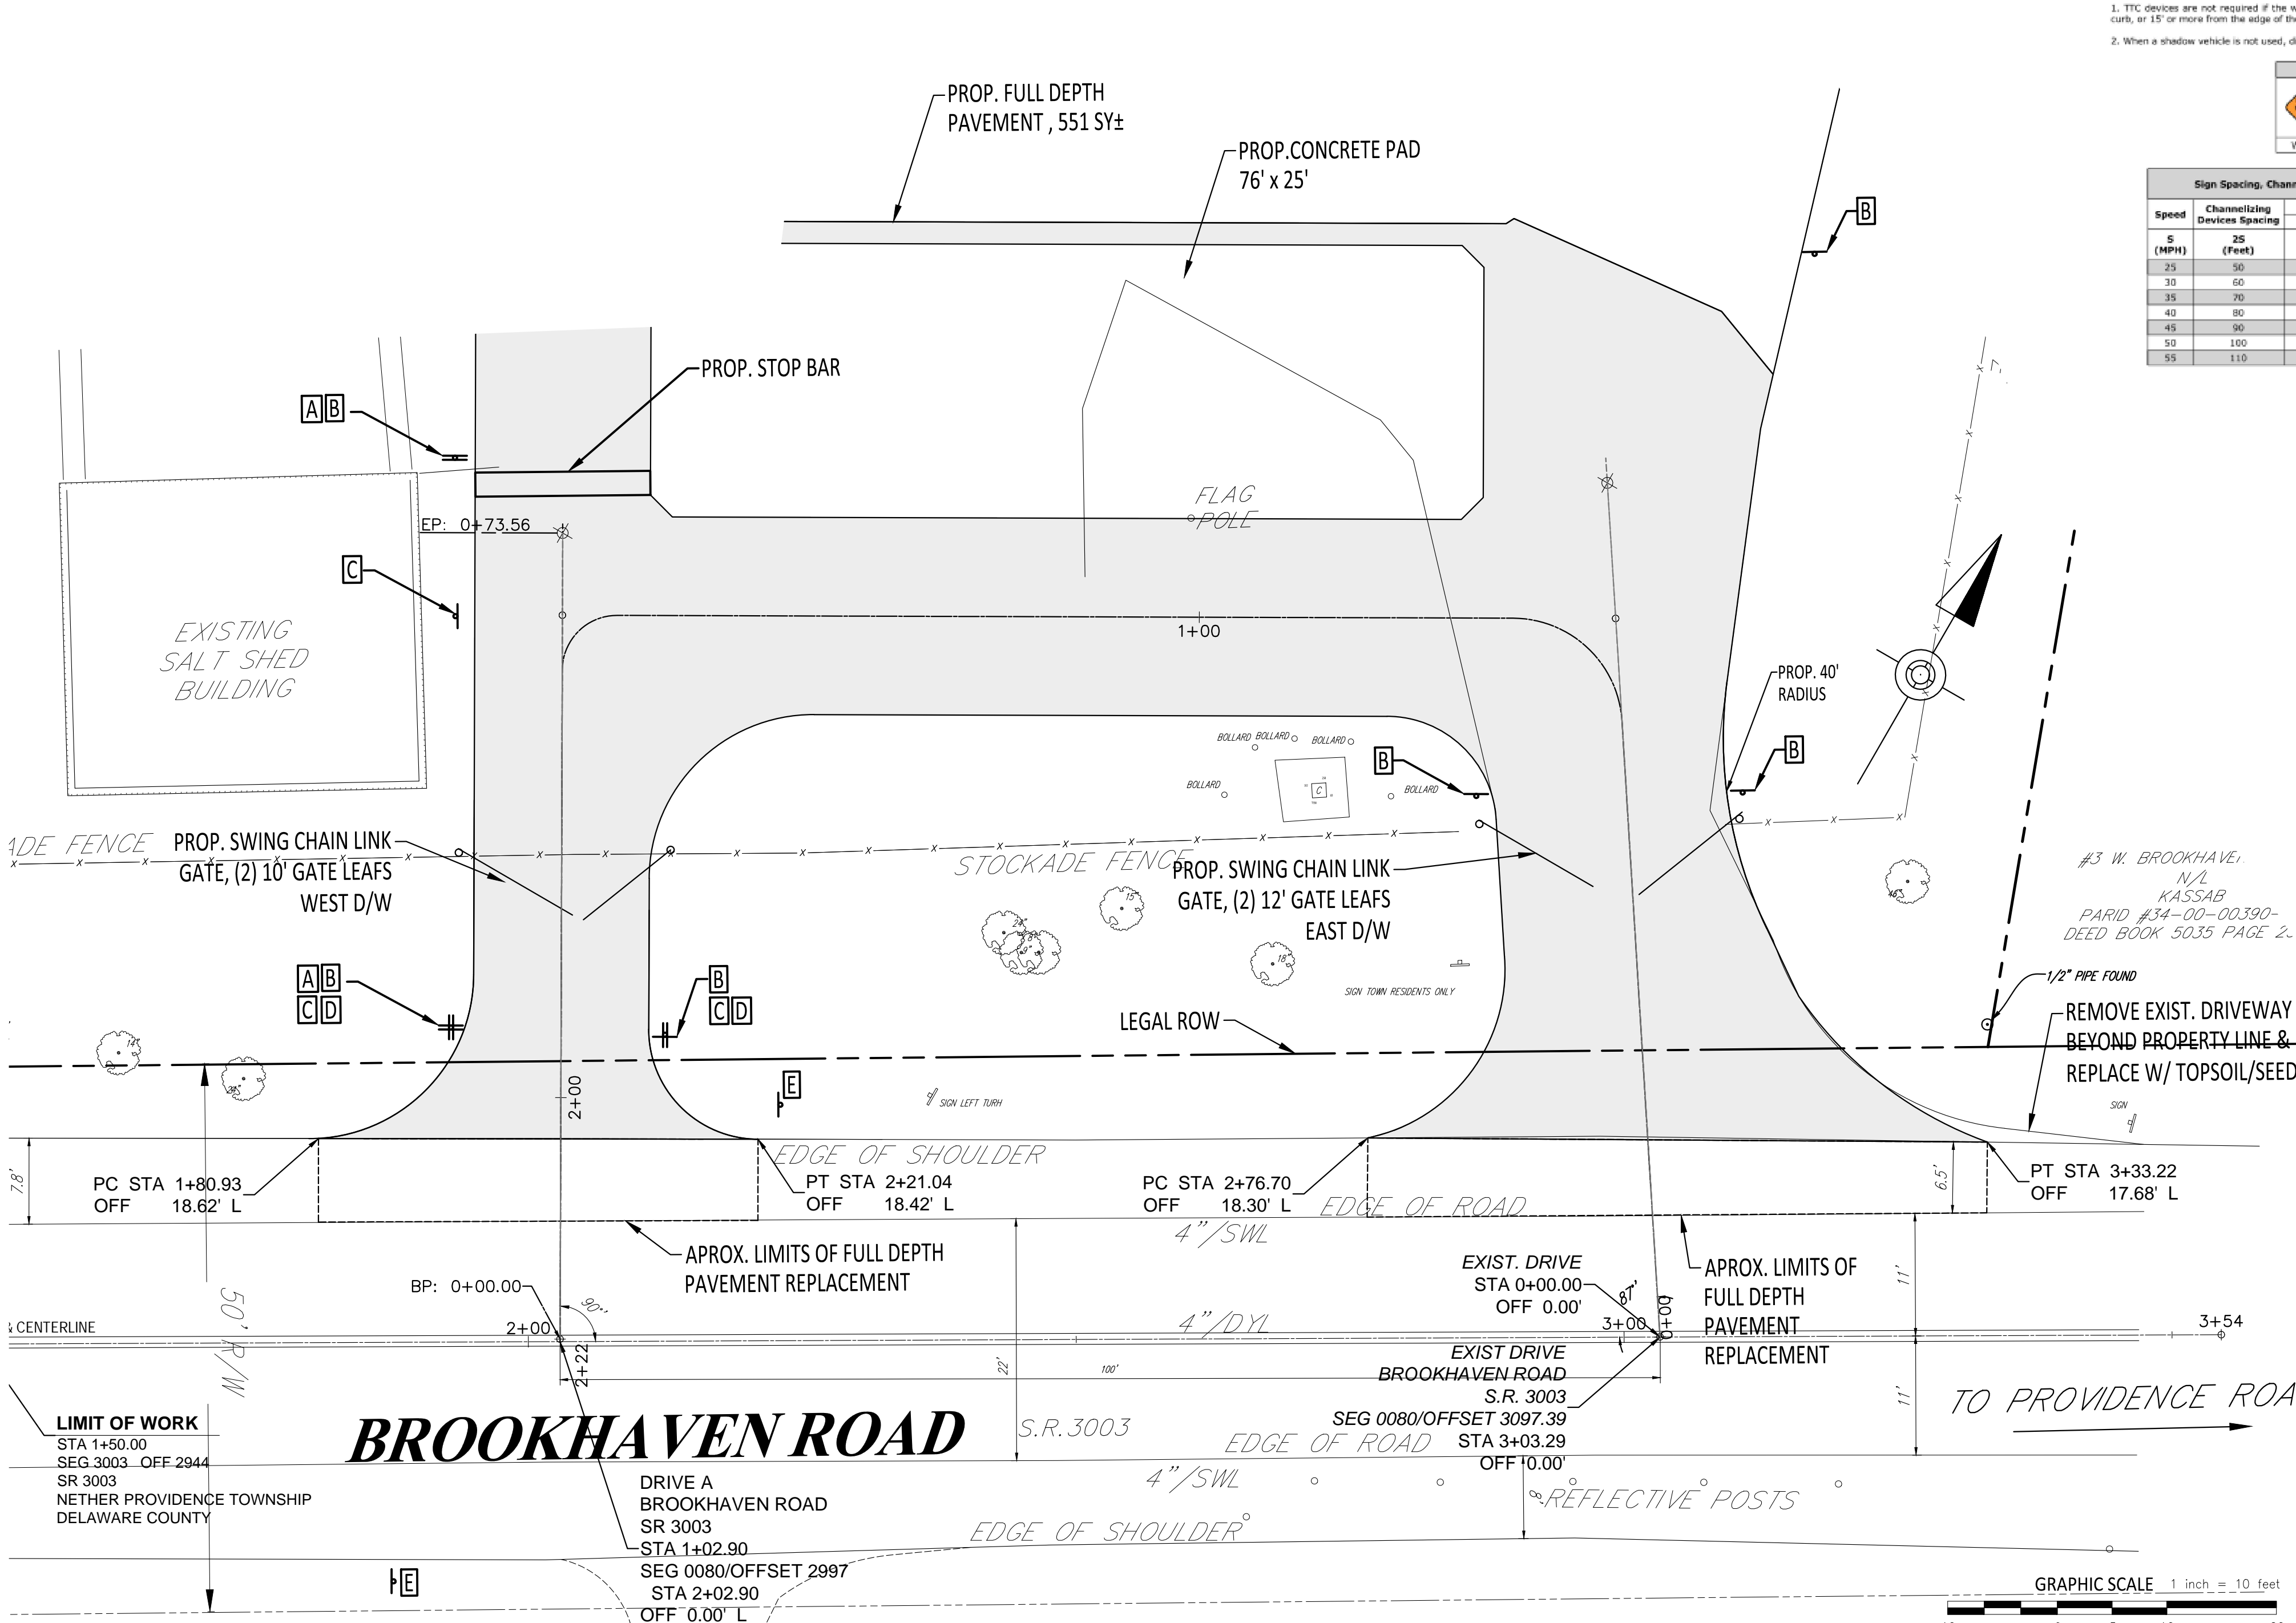 1. TTC devices are not required if the w
curb, or 15' or more from the edge of th
2. When a shadow vehicle is not used, d
Sign Spacing, Chann
Speed
Channelizing
Devices Spacing
S
(MPH)
2S
(Feet)
25 50
30 60
35 70
40 80
45 90
50 100
55 110
PROP. FULL DEPTH
PAVEMENT , 551 SY±
PROP.CONCRETE PAD
76' x 25'
B
PROP. STOP BAR
A B
FLAG
POLE
EP: 0+73.56
C
EXISTING
SALT SHED
BUILDING
1+00
PROP. 40'
RADIUS
B
BOLLARD BOLLARD BOLLARD
B
BOLLARD
C
BOLLARD
ADE FENCE
PROP. SWING CHAIN LINK
GATE, (2) 10' GATE LEAFS
WEST D/W
STOCKADE FENCE
PROP. SWING CHAIN LINK
GATE, (2) 12' GATE LEAFS
EAST D/W
#3 W. BROOKHAVE
N/L
KASSAB
PARID #34-00-00390-
DEED BOOK 5035 PAGE
15"
24"
18"
SIGN TOWN RESIDENTS ONLY
1/2" PIPE FOUND
A B
C D
B
C D
LEGAL ROW
REMOVE EXIST. DRIVEWAY
BEYOND PROPERTY LINE &
REPLACE W/ TOPSOIL/SEED
14"
E
2+00
SIGN LEFT TURH
SIGN
EDGE OF SHOULDER
7.8'
PC STA 1+80.93
OFF 18.62' L
PT STA 2+21.04
OFF 18.42' L
PC STA 2+76.70
OFF 18.30' L
EDGE OF ROAD
6.5'
PT STA 3+33.22
OFF 17.68' L
4"/SWL
APROX. LIMITS OF FULL DEPTH
PAVEMENT REPLACEMENT
EXIST. DRIVE
STA 0+00.00
OFF 0.00'
APROX. LIMITS OF
FULL DEPTH
PAVEMENT
REPLACEMENT
11'
BP: 0+00.00
90°'
87°'
0+00
50' R/W
& CENTERLINE
2+00
4"/DYL
3+00
3+54
2+22
22'
100'
EXIST DRIVE
BROOKHAVEN ROAD
S.R. 3003
SEG 0080/OFFSET 3097.39
STA 3+03.29
OFF 0.00'
11'
TO PROVIDENCE ROA
LIMIT OF WORK
STA 1+50.00
SEG 3003 OFF 2944
SR 3003
NETHER PROVIDENCE TOWNSHIP
DELAWARE COUNTY
BROOKHAVEN ROAD
S.R.3003
EDGE OF ROAD
4"/SWL
8'
REFLECTIVE POSTS
DRIVE A
BROOKHAVEN ROAD
SR 3003
STA 1+02.90
SEG 0080/OFFSET 2997
STA 2+02.90
OFF 0.00' L
EDGE OF SHOULDER
E
GRAPHIC SCALE 1 inch = 10 feet